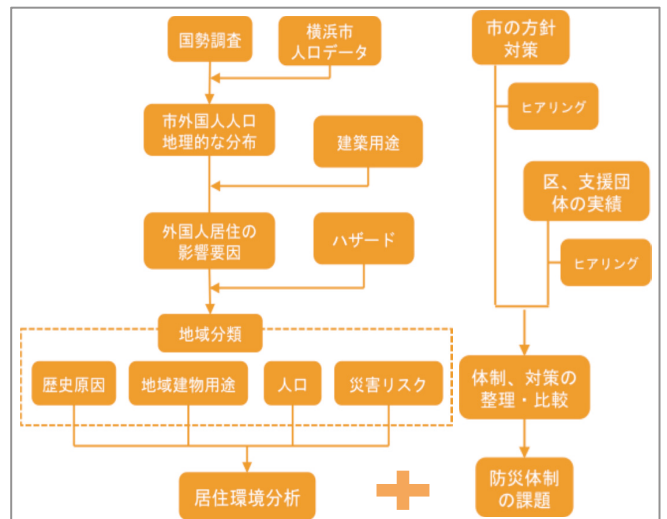 国勢調査
横浜市
人口データ
市外国人人口
地理的な分布
建築用途
外国人居住の
影響要因
ハザード
地域分類
歴史原因
地域建物用途
人口
災害リスク
居住環境分析
市の方針
対策
ヒアリング
区、支援団
体の実績
ヒアリング
体制、対策の
整理・比較
防災体制
の課題